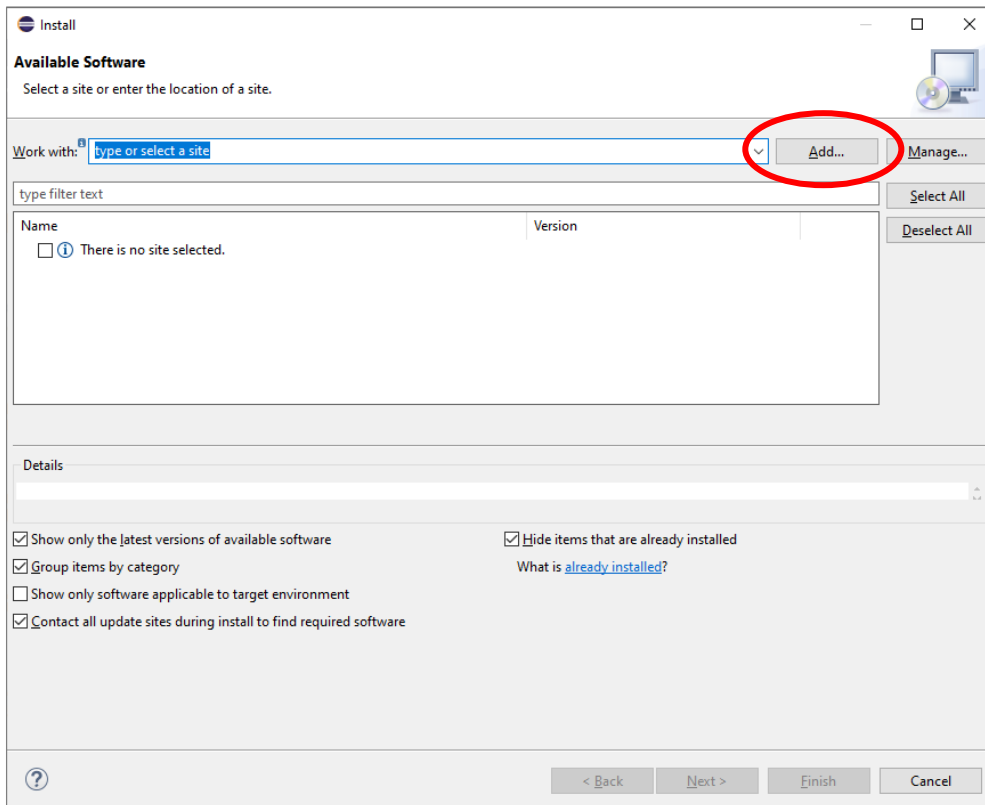 Install
Available Software
Select a site or enter the location of a site.
Work with: type or select a site Add... Manage...
type filter text Select All
Name Version Deselect All
There is no site selected.
Details
Show only the latest versions of available software Hide items that are already installed
Group items by category What is already installed?
Show only software applicable to target environment
Contact all update sites during install to find required software
? < Back Next > Finish Cancel